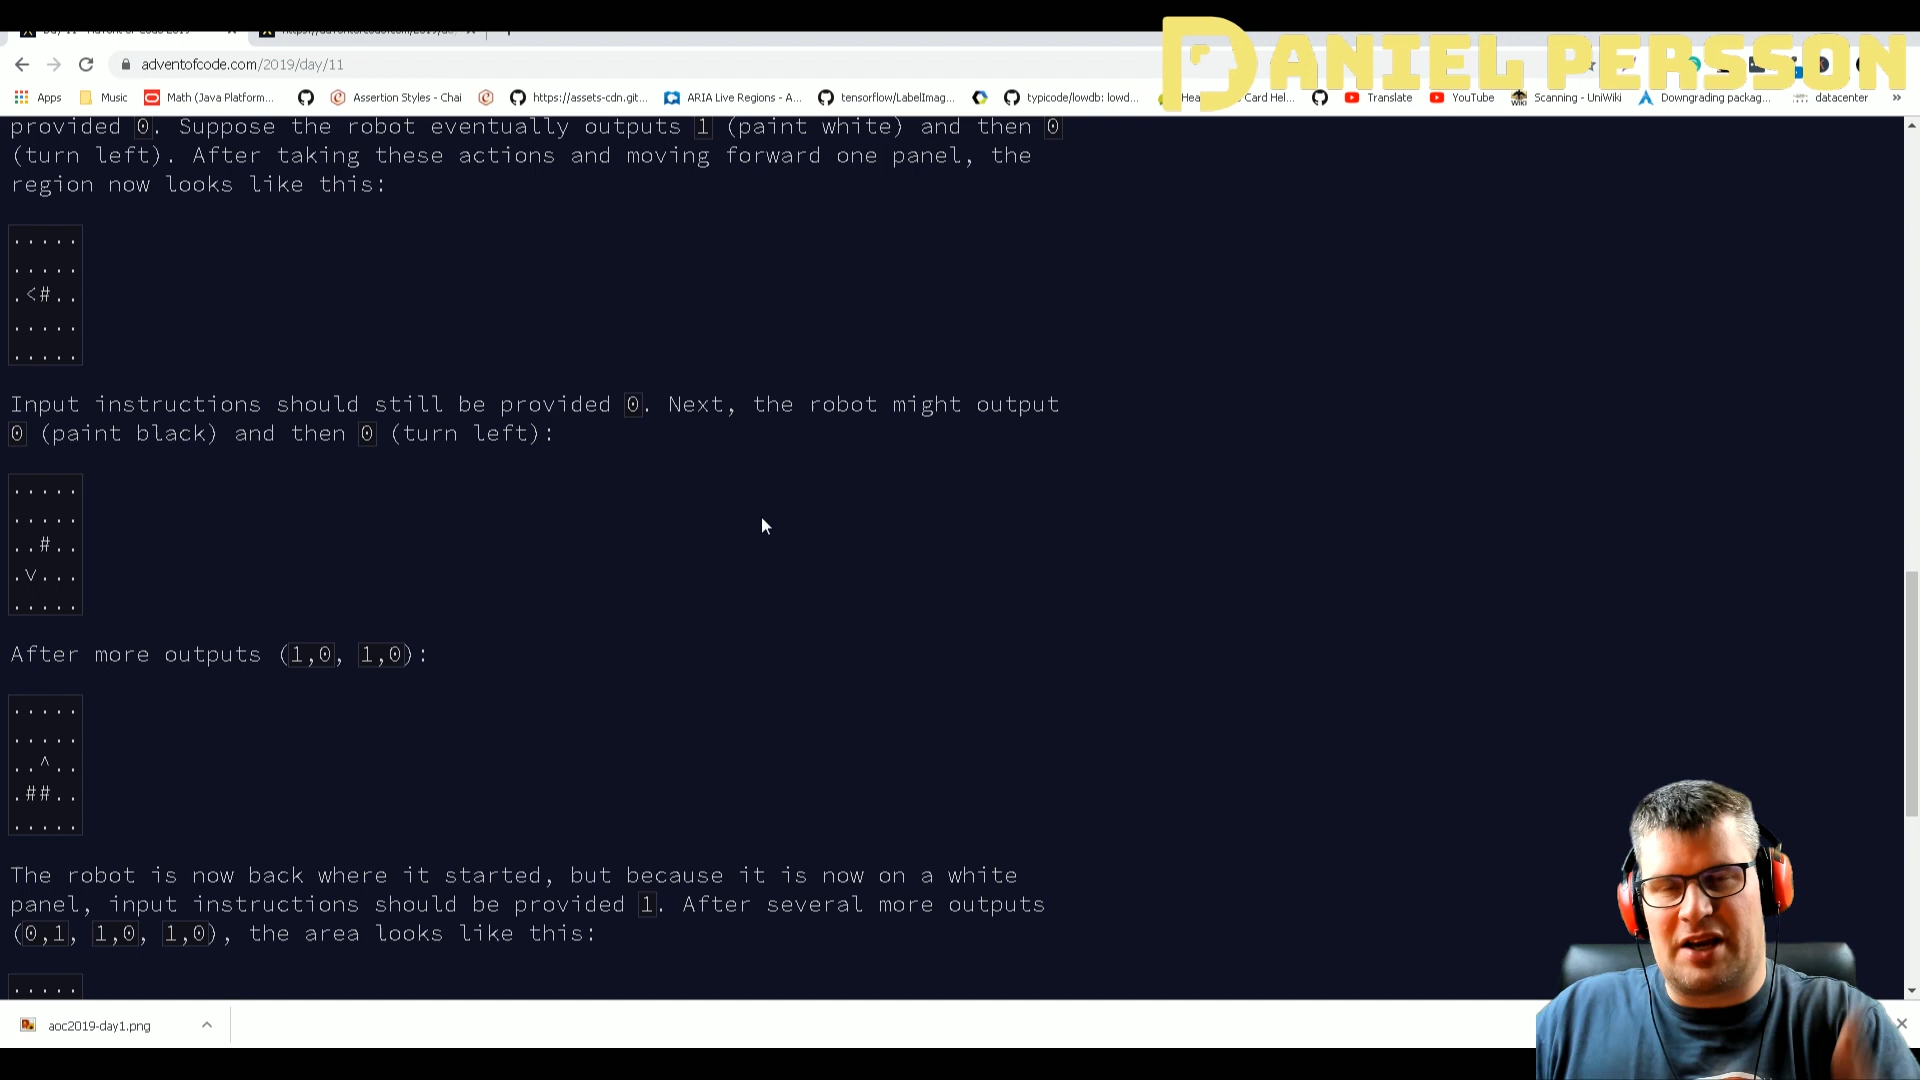 DANIEL PERSSON
adventofcode.com/2019/day/11
Apps Music Math (Java Platform... Assertion Styles - Chai https://assets-cdn.git... ARIA Live Regions - A... tensorflow/LabelImag... typicode/lowdb: lowd... Card Hel... Translate YouTube Scanning - UniWiki Downgrading packag... datacenter »
provided 0. Suppose the robot eventually outputs 1 (paint white) and then 0
(turn left). After taking these actions and moving forward one panel, the
region now looks like this:
.....
.....
.<#..
.....
.....
Input instructions should still be provided 0. Next, the robot might output
0 (paint black) and then 0 (turn left):
.....
.....
..#..
.v...
.....
After more outputs (1,0, 1,0):
.....
.....
..^..
.##..
.....
The robot is now back where it started, but because it is now on a white
panel, input instructions should be provided 1. After several more outputs
(0,1, 1,0, 1,0), the area looks like this:
.....
aoc2019-day1.png